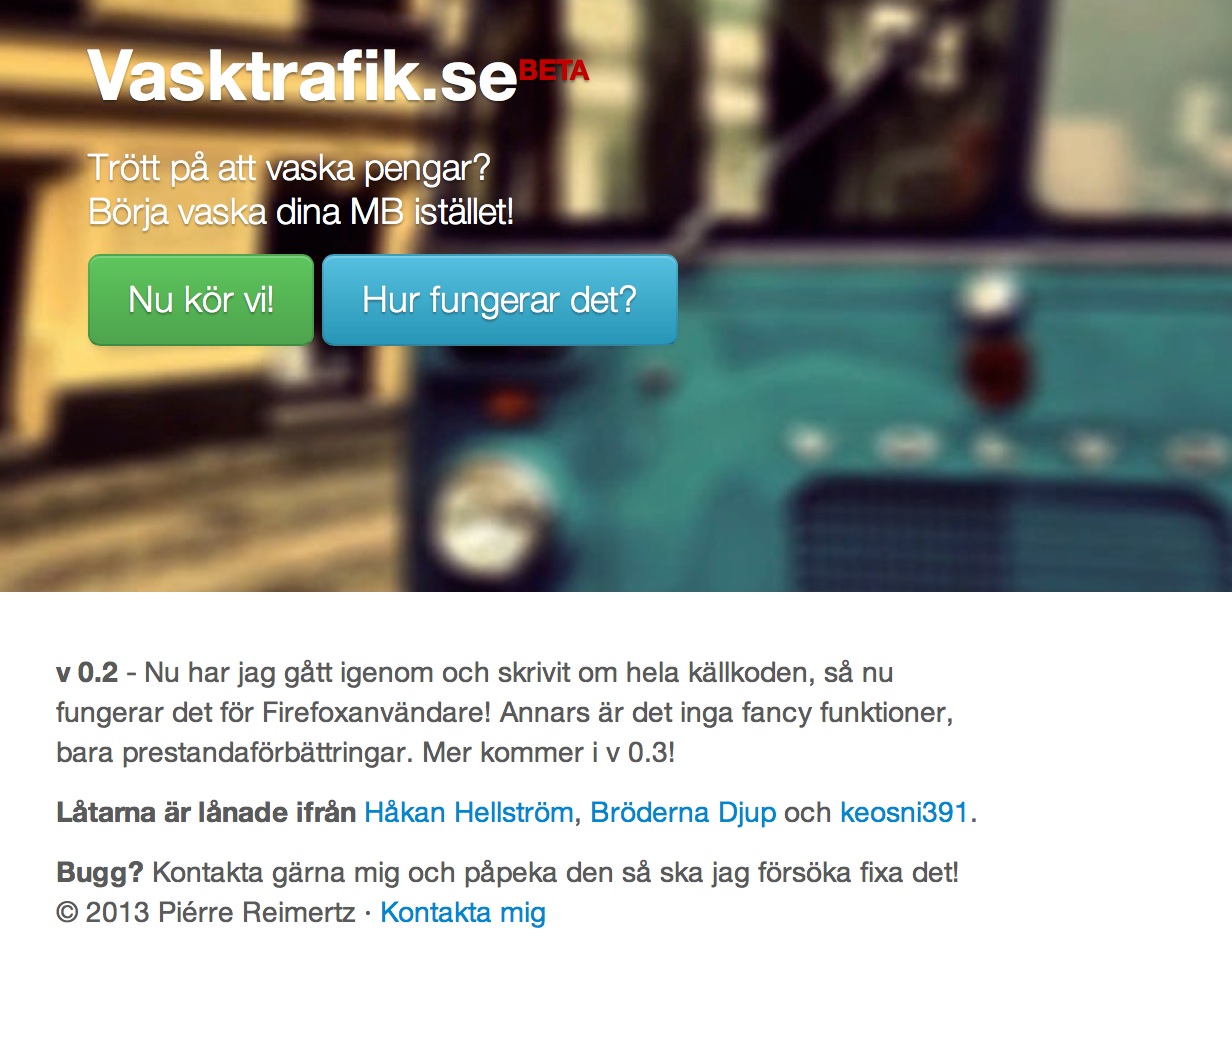 Vasktrafik.seBETA
Trött på att vaska pengar?
Börja vaska dina MB istället!
Nu kör vi! Hur fungerar det?
v 0.2 - Nu har jag gått igenom och skrivit om hela källkoden, så nu
fungerar det för Firefoxanvändare! Annars är det inga fancy funktioner,
bara prestandaförbättringar. Mer kommer i v 0.3!
Låtarna är lånade ifrån Håkan Hellström, Bröderna Djup och keosni391.
Bugg? Kontakta gärna mig och påpeka den så ska jag försöka fixa det!
© 2013 Piérre Reimertz · Kontakta mig